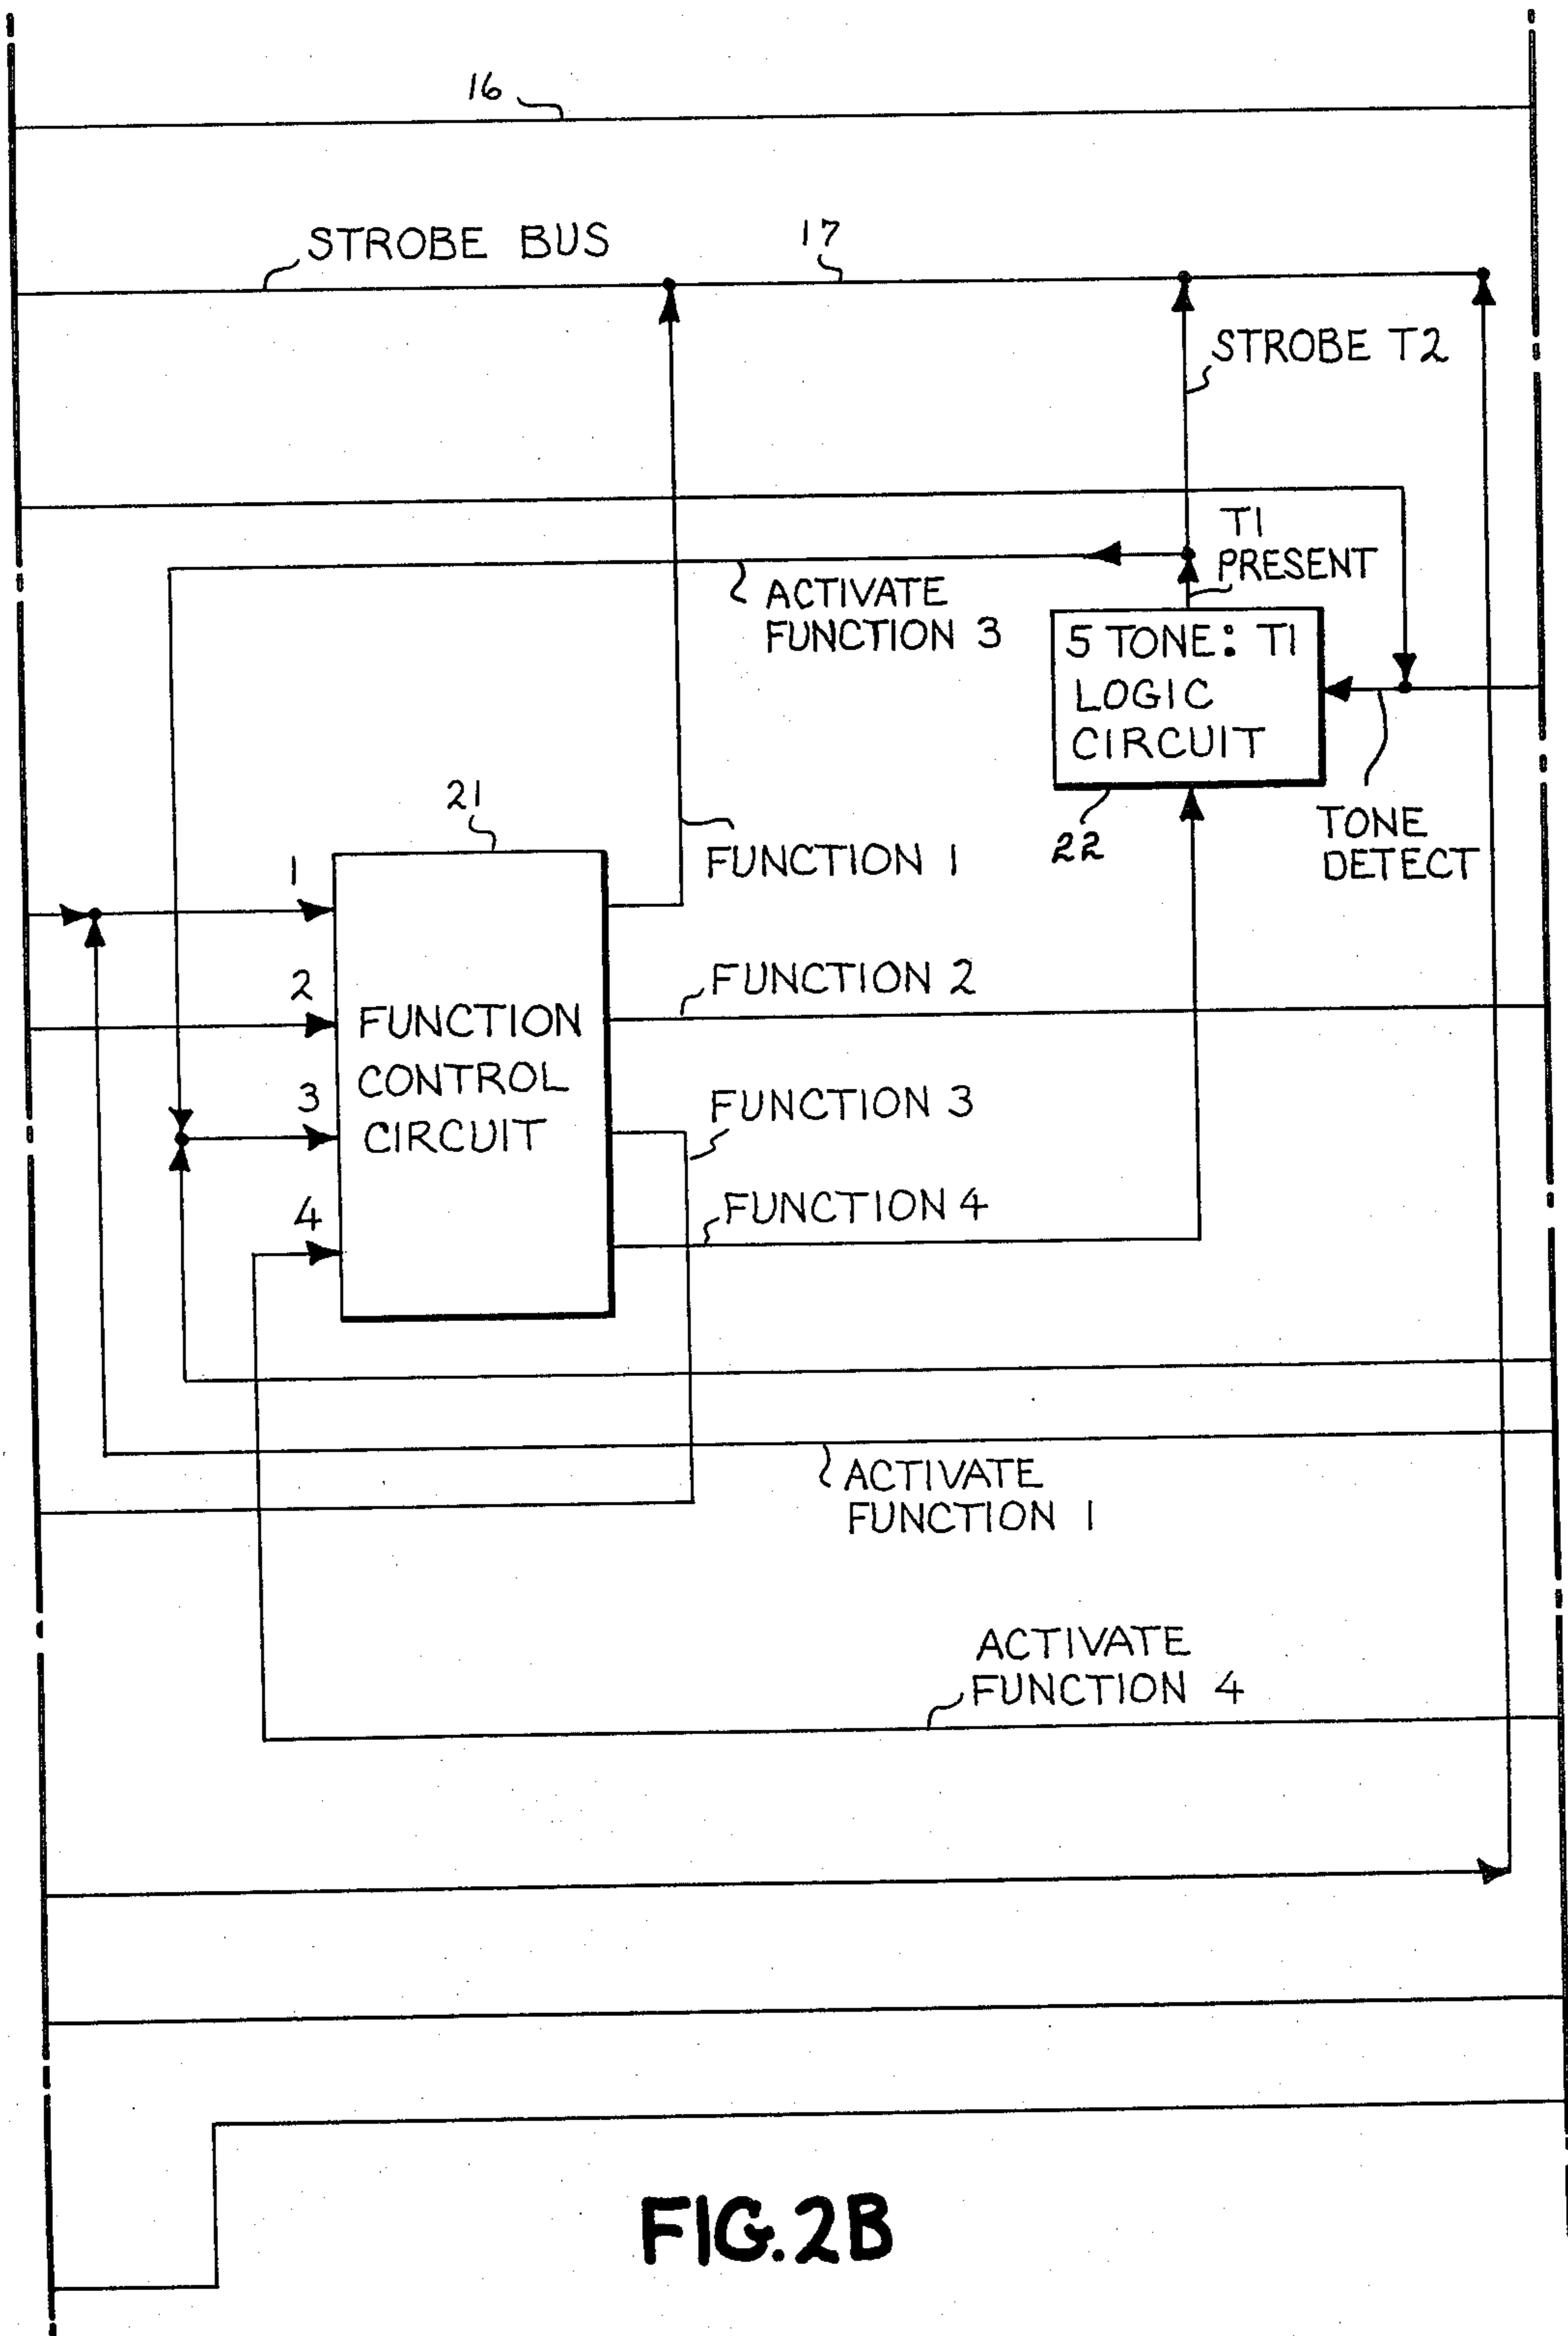 16
STROBE BUS
17
STROBE T2
T1
PRESENT
ACTIVATE
FUNCTION 3
5 TONE: T1
LOGIC
CIRCUIT
22
TONE
DETECT
21
FUNCTION 1
1
2
3
4
FUNCTION
CONTROL
CIRCUIT
FUNCTION 2
FUNCTION 3
FUNCTION 4
ACTIVATE
FUNCTION 1
ACTIVATE
FUNCTION 4
FIG.2B